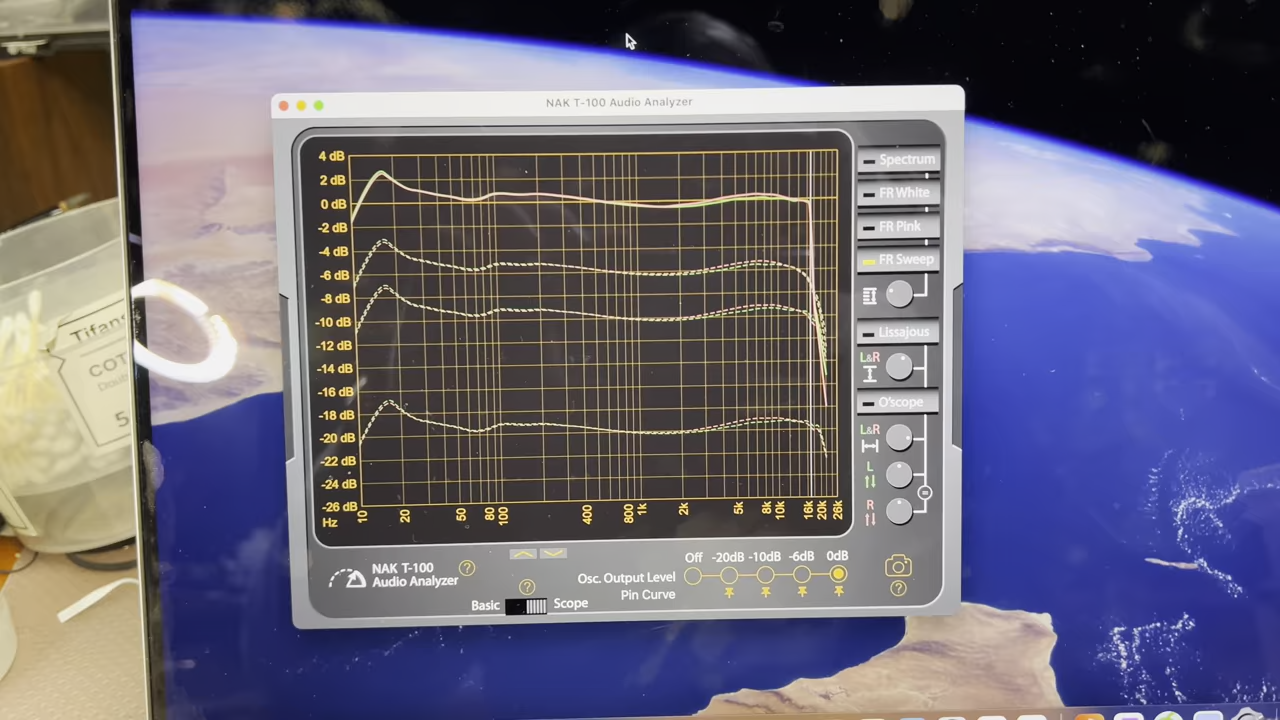 NAK T-100 Audio Analyzer
4 dB
2 dB
0 dB
-2 dB
-4 dB
-6 dB
-8 dB
-10 dB
-12 dB
-14 dB
-16 dB
-18 dB
-20 dB
-22 dB
-24 dB
-26 dB
Hz
10 20 50 80 100 400 800 1k 2k 5k 8k 10k 16k 20k 26k
Spectrum
FR White
FR Pink
FR Sweep
Lissajous
L&R
O'scope
L&R
L
R
NAK T-100
Audio Analyzer
?
?
Basic
Scope
Off -20dB -10dB -6dB 0dB
Osc. Output Level
Pin Curve
?
Tifans
COT
5